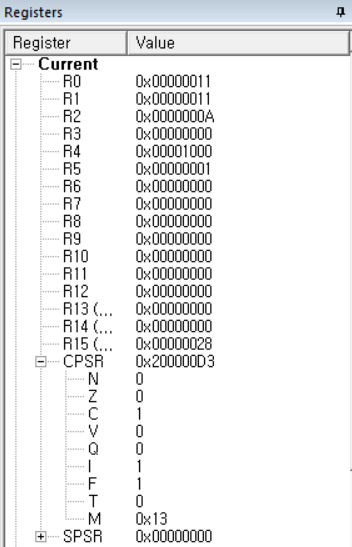 Registers
Register Value
Current
R0 0x00000011
R1 0x00000011
R2 0x0000000A
R3 0x00000000
R4 0x00001000
R5 0x00000001
R6 0x00000000
R7 0x00000000
R8 0x00000000
R9 0x00000000
R10 0x00000000
R11 0x00000000
R12 0x00000000
R13 (... 0x00000000
R14 (... 0x00000000
R15 (... 0x00000028
CPSR 0x200000D3
N 0
Z 0
C 1
V 0
Q 0
I 1
F 1
T 0
M 0x13
SPSR 0x00000000